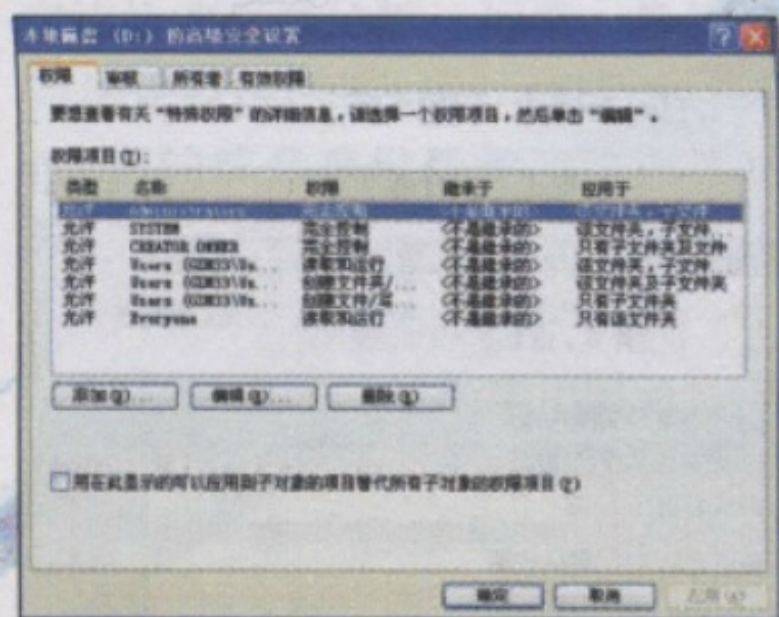 本地磁盘 (D:) 的高级安全设置
权限 审核 所有者 有效权限
要想查看有关“特殊权限”的详细信息，请选择一个权限项目，然后单击“编辑”。
权限项目(T):
类型 名称 权限 继承于 应用于
允许 Administrators 完全控制 <不是继承的> 该文件夹，子文件
允许 SYSTEM 完全控制 <不是继承的> 该文件夹，子文件...
允许 CREATOR OWNER 完全控制 <不是继承的> 只有子文件夹及文件
允许 Users 读取和运行 <不是继承的> 该文件夹，子文件...
允许 Users 创建文件夹/... <不是继承的> 该文件夹及子文件夹
允许 Users 创建文件/写... <不是继承的> 只有子文件夹
允许 Everyone 读取和运行 <不是继承的> 只有该文件夹
添加(D)... 编辑(I)... 删除(R)
用在此显示的可以应用到子对象的项目替代所有子对象的权限项目(P)
确定 取消 应用(A)